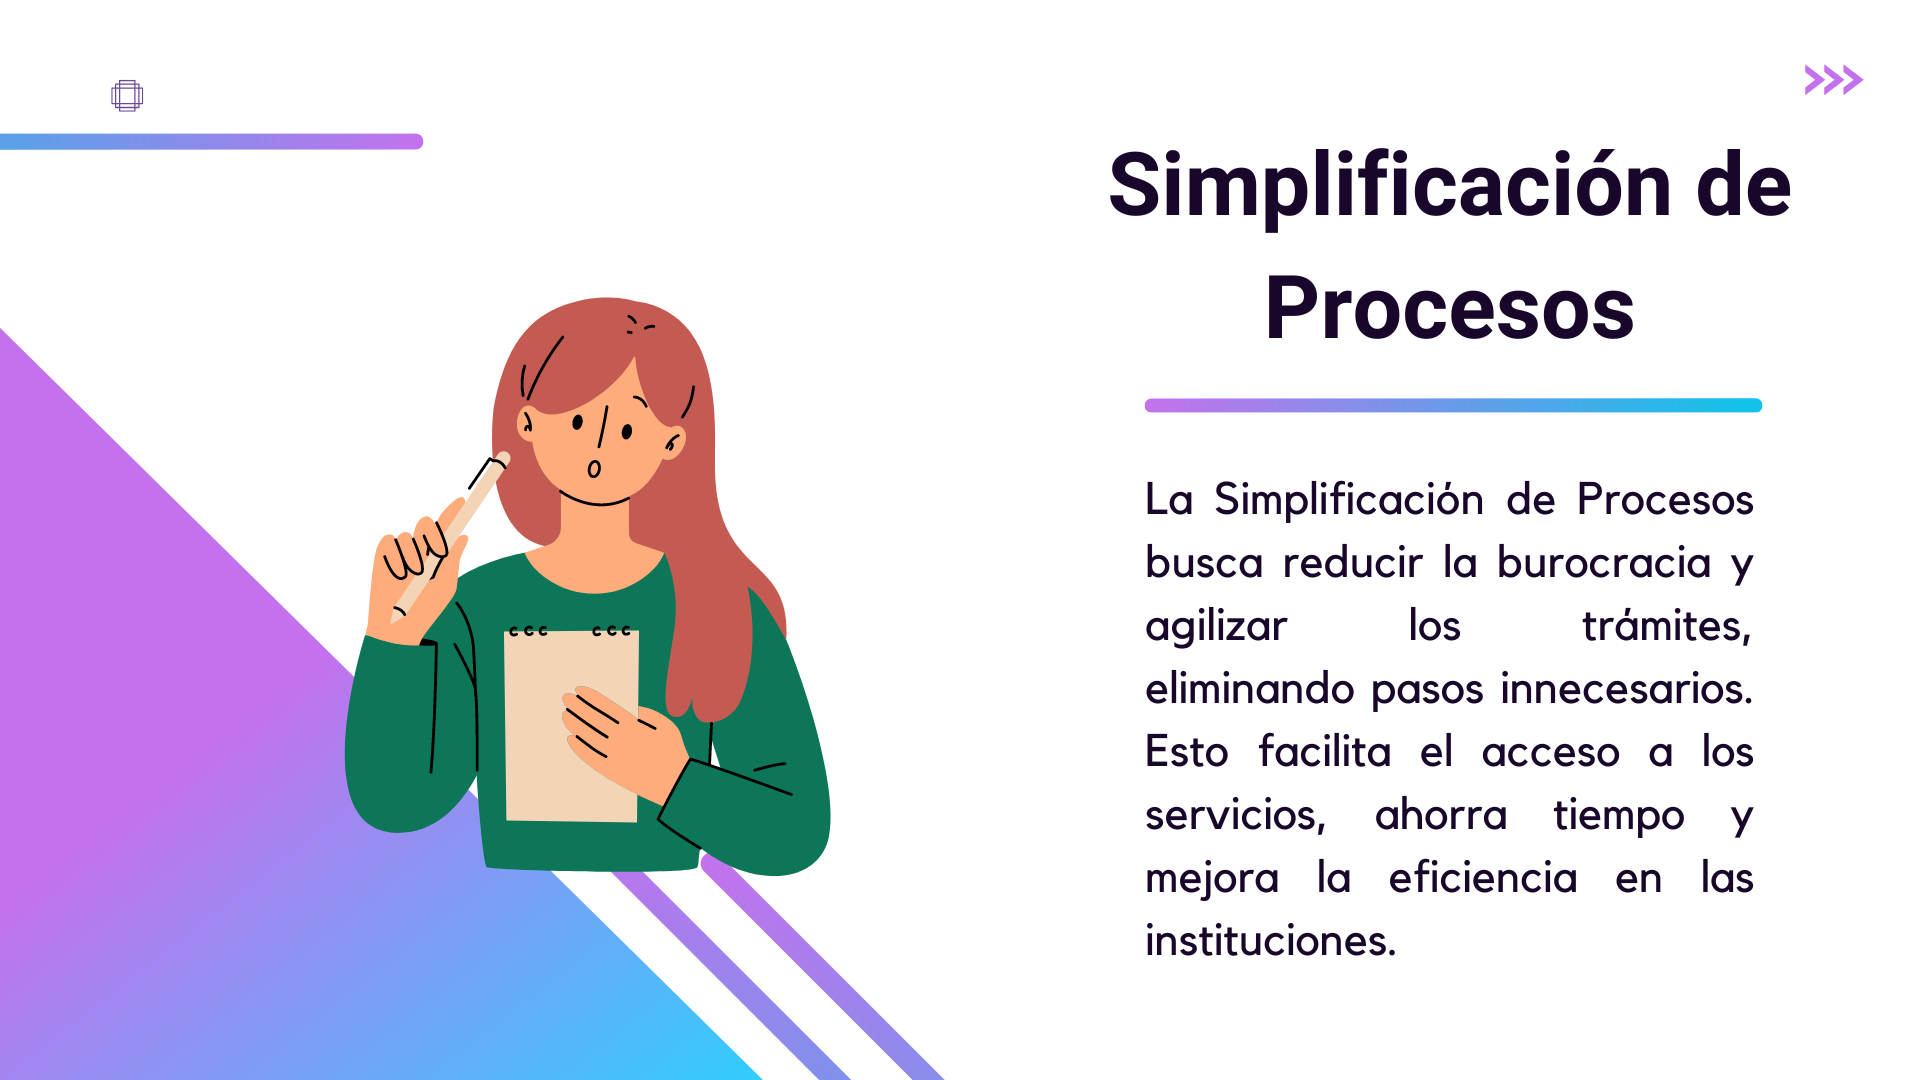 Simplificación de
Procesos
La Simplificación de Procesos
busca reducir la burocracia y
agilizar los trámites,
eliminando pasos innecesarios.
Esto facilita el acceso a los
servicios, ahorra tiempo y
mejora la eficiencia en las
instituciones.